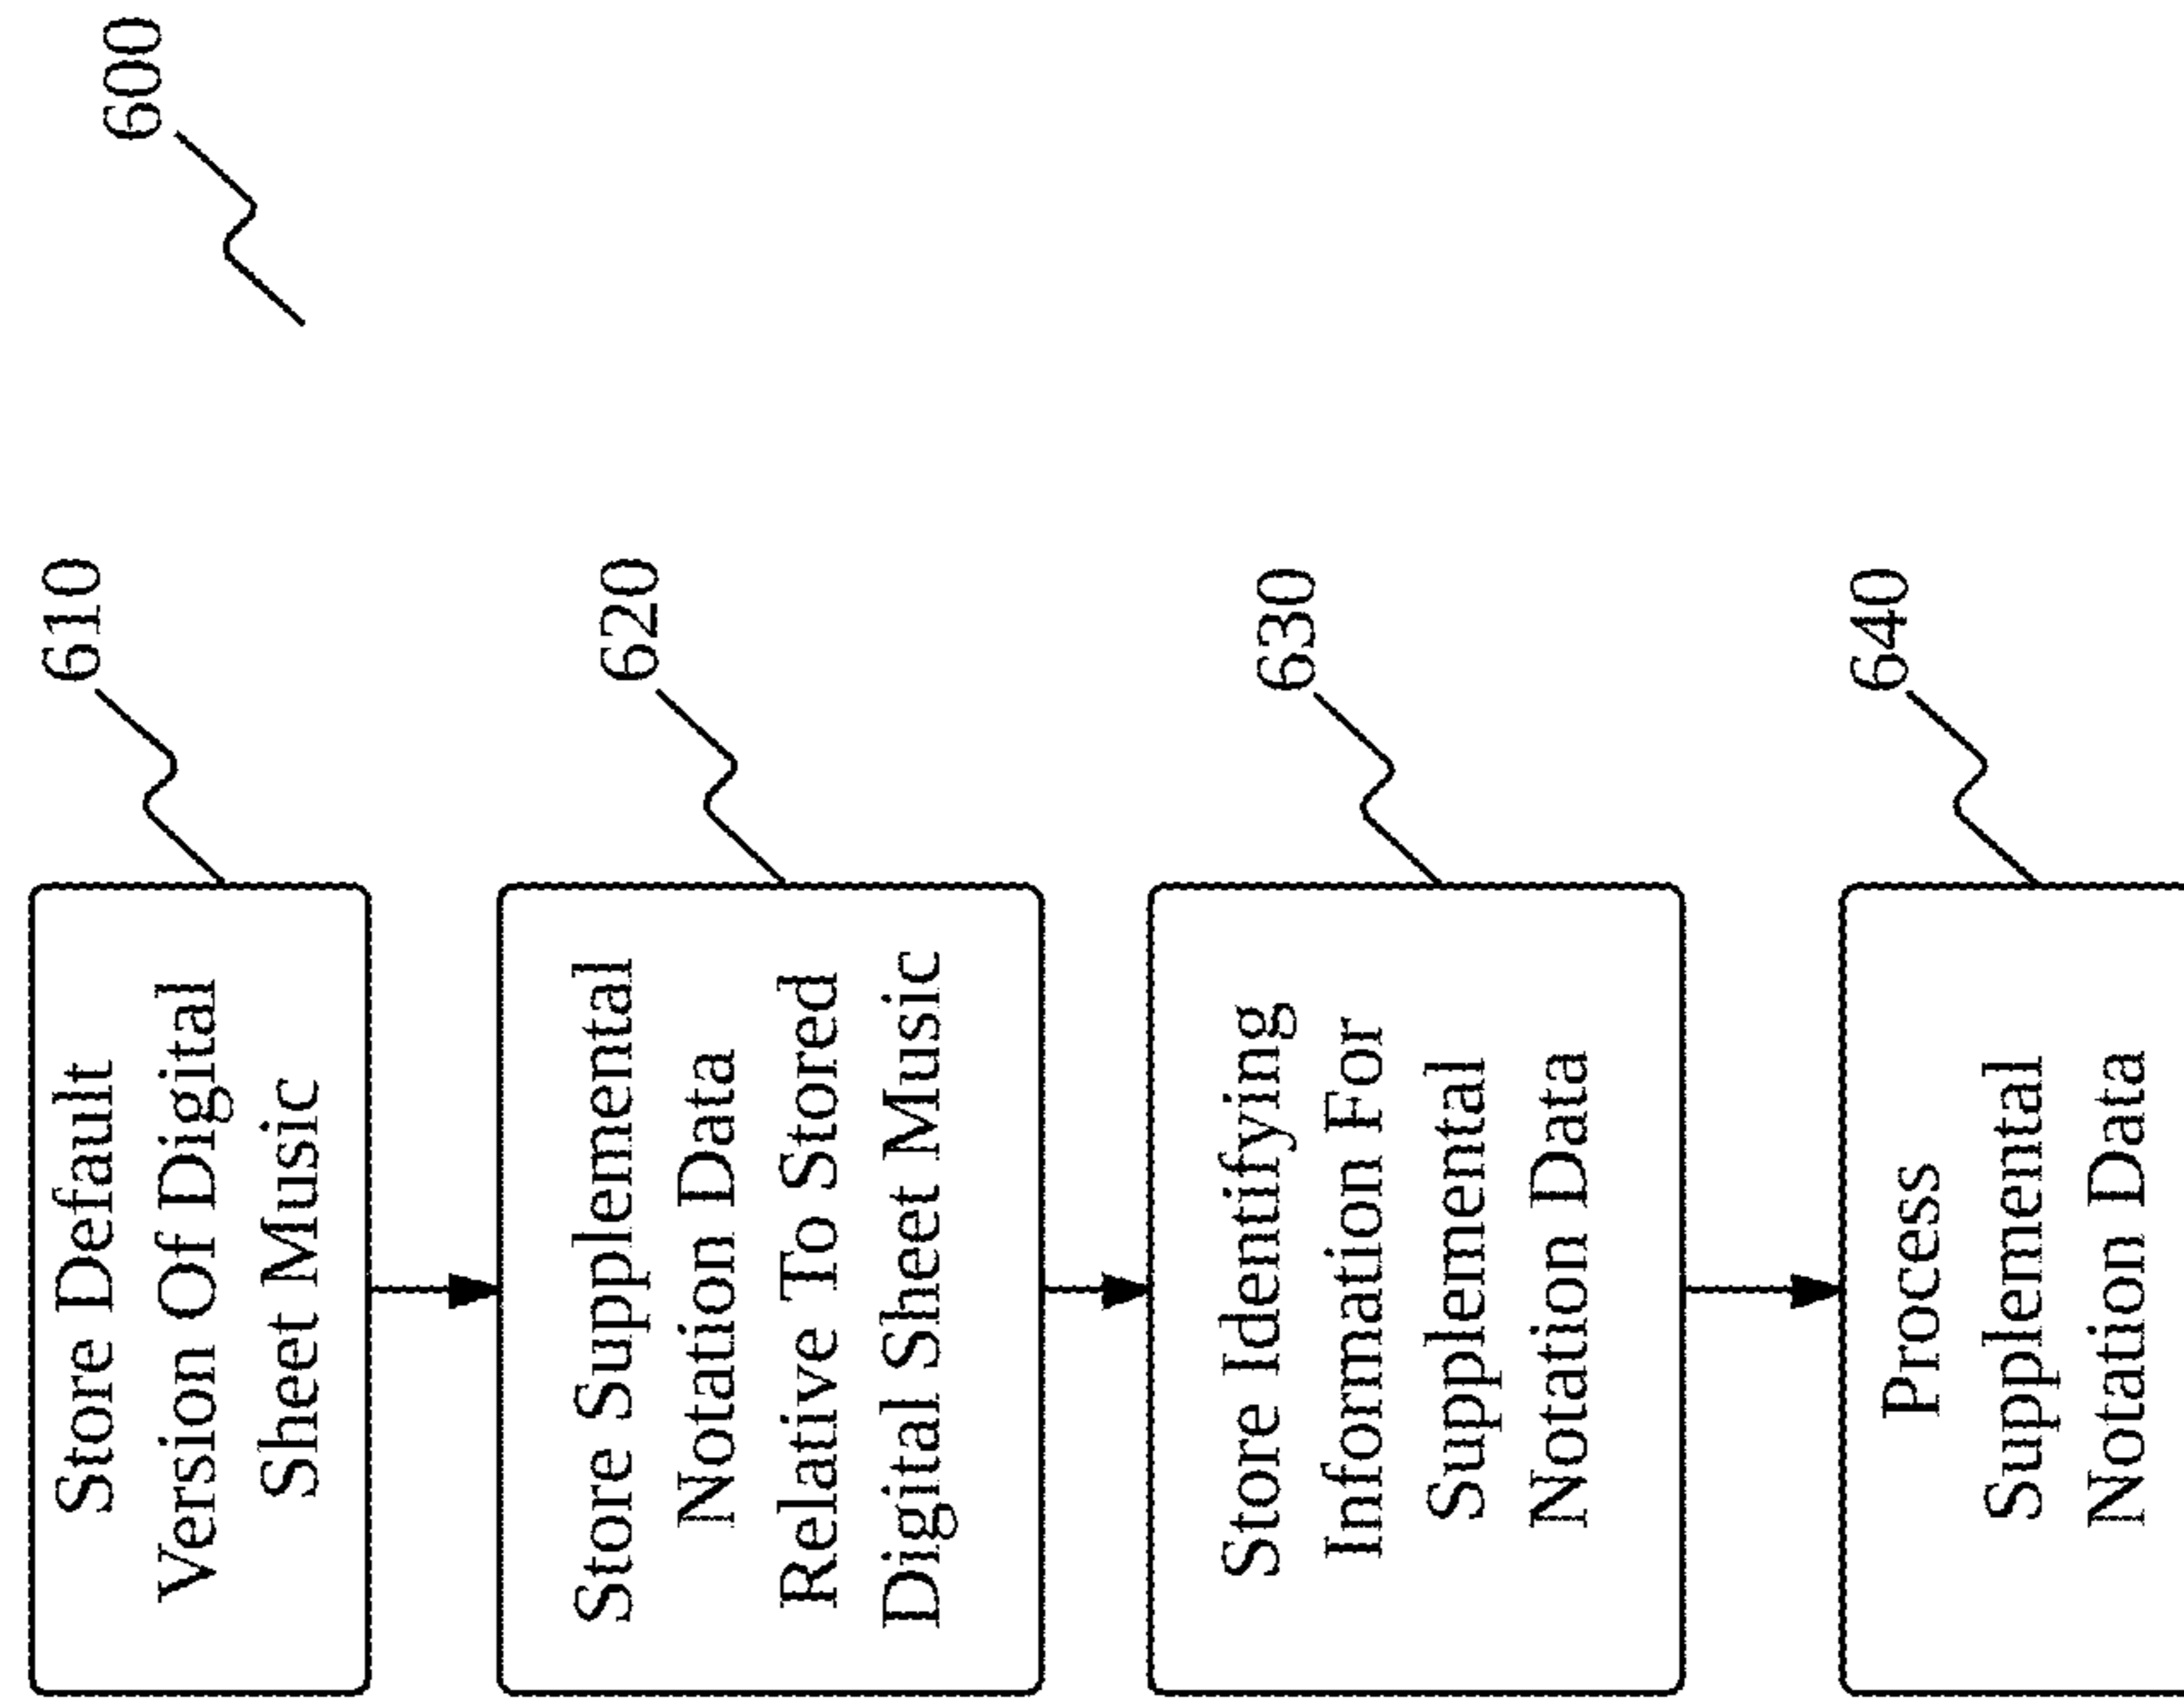 600
610
Store Default
Version Of Digital
Sheet Music
620
Store Supplemental
Notation Data
Relative To Stored
Digital Sheet Music
630
Store Identifying
Information For
Supplemental
Notation Data
640
Process
Supplemental
Notation Data